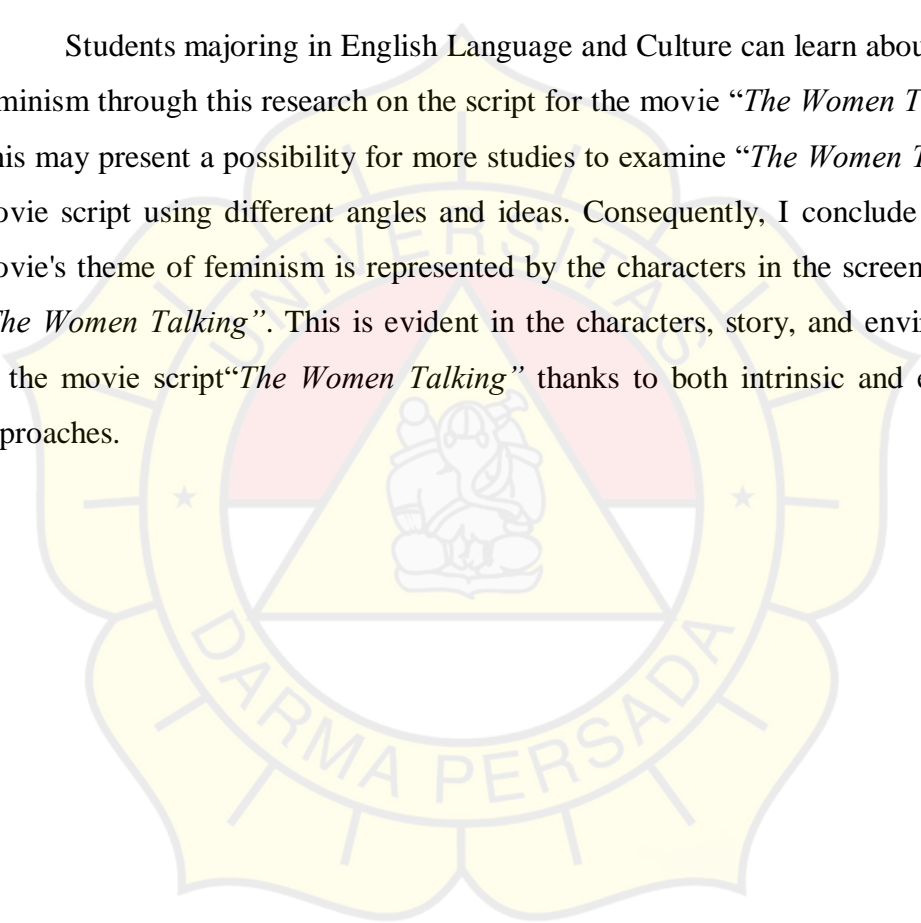 Students majoring in English Language and Culture can learn abou
minism through this research on the script for the movie “The Women T
his may present a possibility for more studies to examine “The Women T
ovie script using different angles and ideas. Consequently, I conclude
ovie's theme of feminism is represented by the characters in the screen
he Women Talking”. This is evident in the characters, story, and envi
the movie script“The Women Talking” thanks to both intrinsic and e
proaches.
UNIVERSITAS
DARMA PERSADA